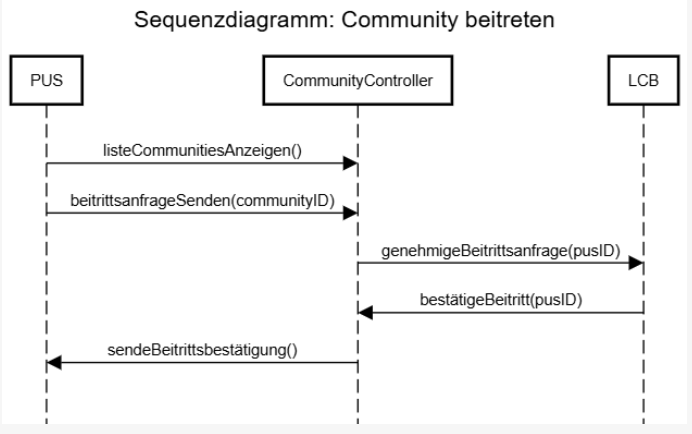 Sequenzdiagramm: Community beitreten
PUS
CommunityController
LCB
listeCommunitiesAnzeigen()
beitrittsanfrageSenden(communityID)
genehmigeBeitrittsanfrage(pusID)
bestätigeBeitritt(pusID)
sendeBeitrittsbestätigung()